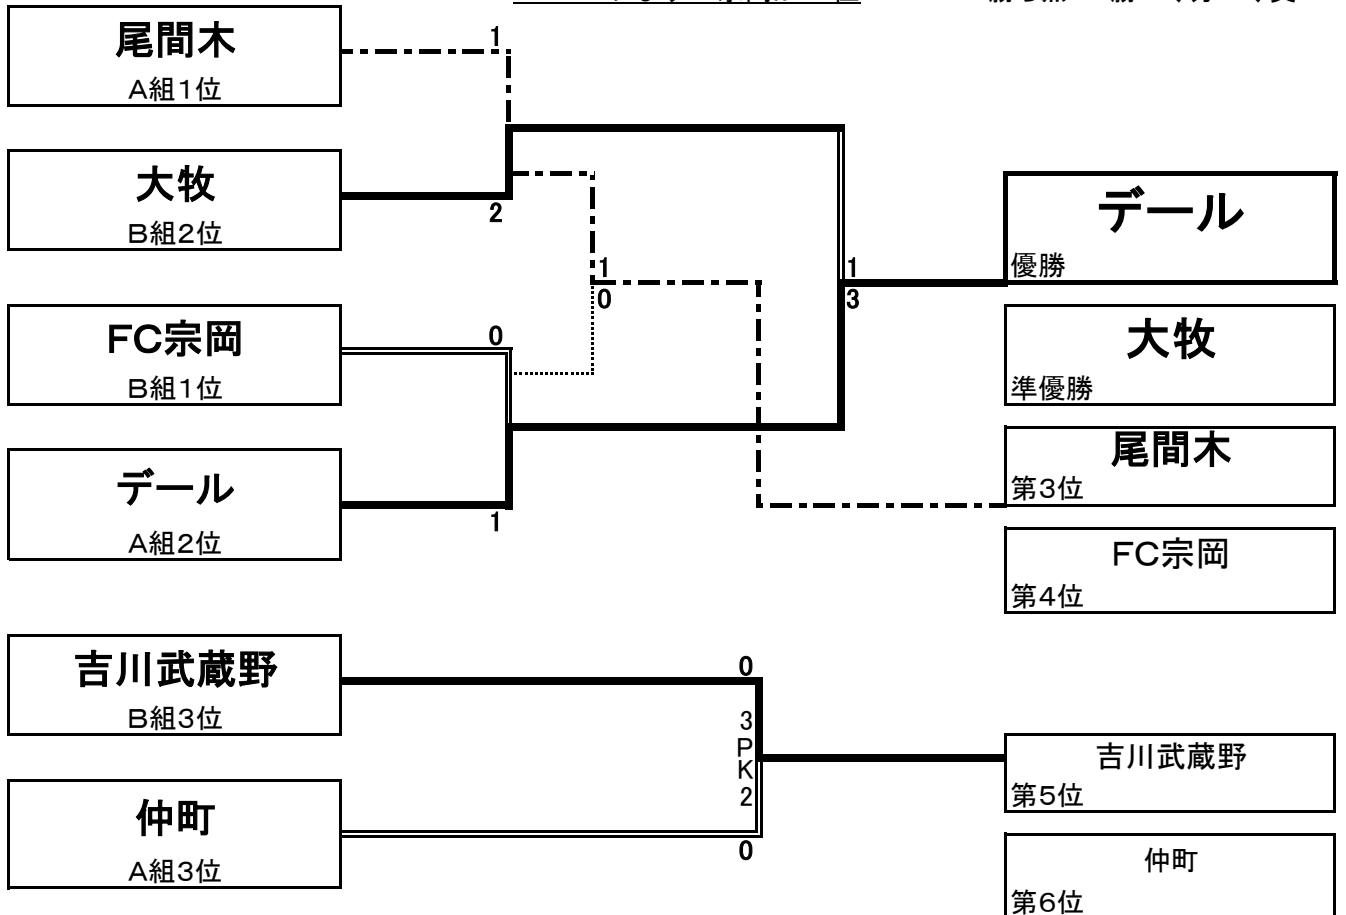 尾間木
A組1位
1
大牧
B組2位
2
FC宗岡
B組1位
0
デール
A組2位
1
1
0
1
3
デール
優勝
大牧
準優勝
尾間木
第3位
FC宗岡
第4位
吉川武蔵野
B組3位
0
3
P
K
2
仲町
A組3位
0
吉川武蔵野
第5位
仲町
第6位